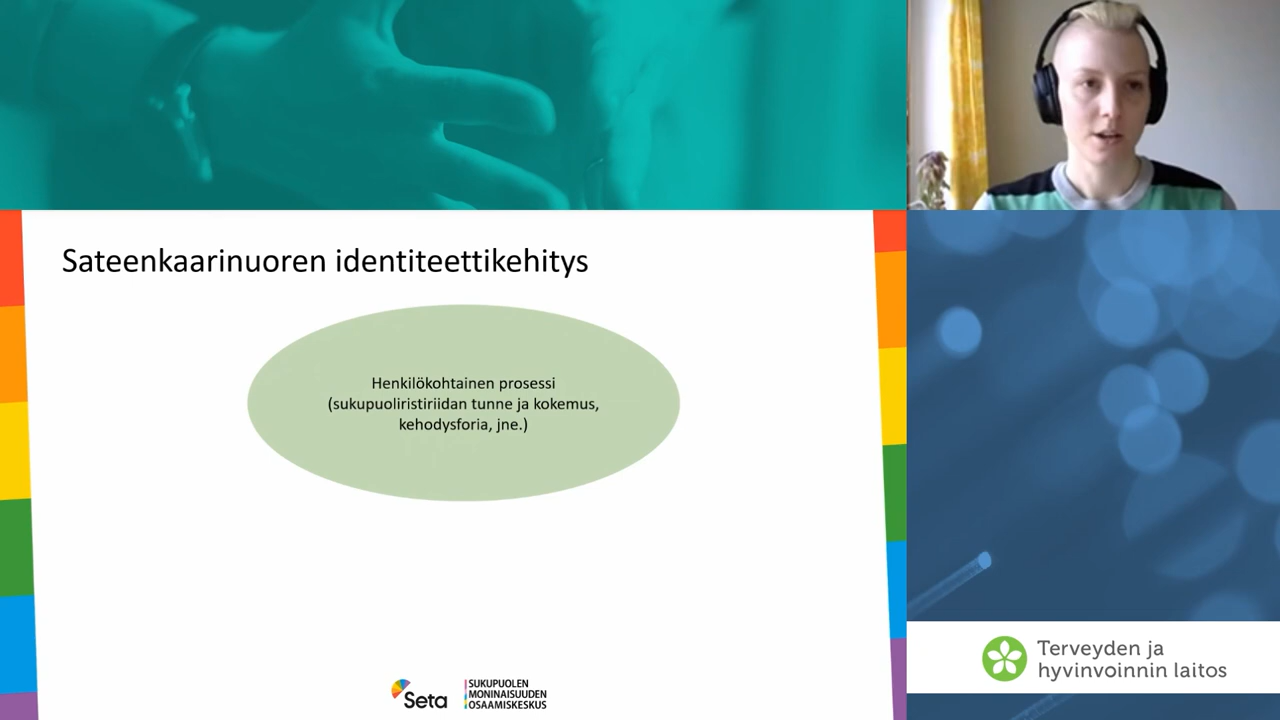 Sateenkaarinuoren identiteettikehitys
Henkilökohtainen prosessi
(sukupuoliristiriidan tunne ja kokemus,
kehodysforia, jne.)
Seta
SUKUPUOLEN
MONINAISUUDEN
OSAAMISKESKUS
Terveyden ja
hyvinvoinnin laitos